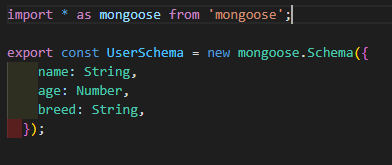 import * as mongoose from 'mongoose';
export const UserSchema = new mongoose.Schema({
    name: String,
    age: Number,
    breed: String,
  });